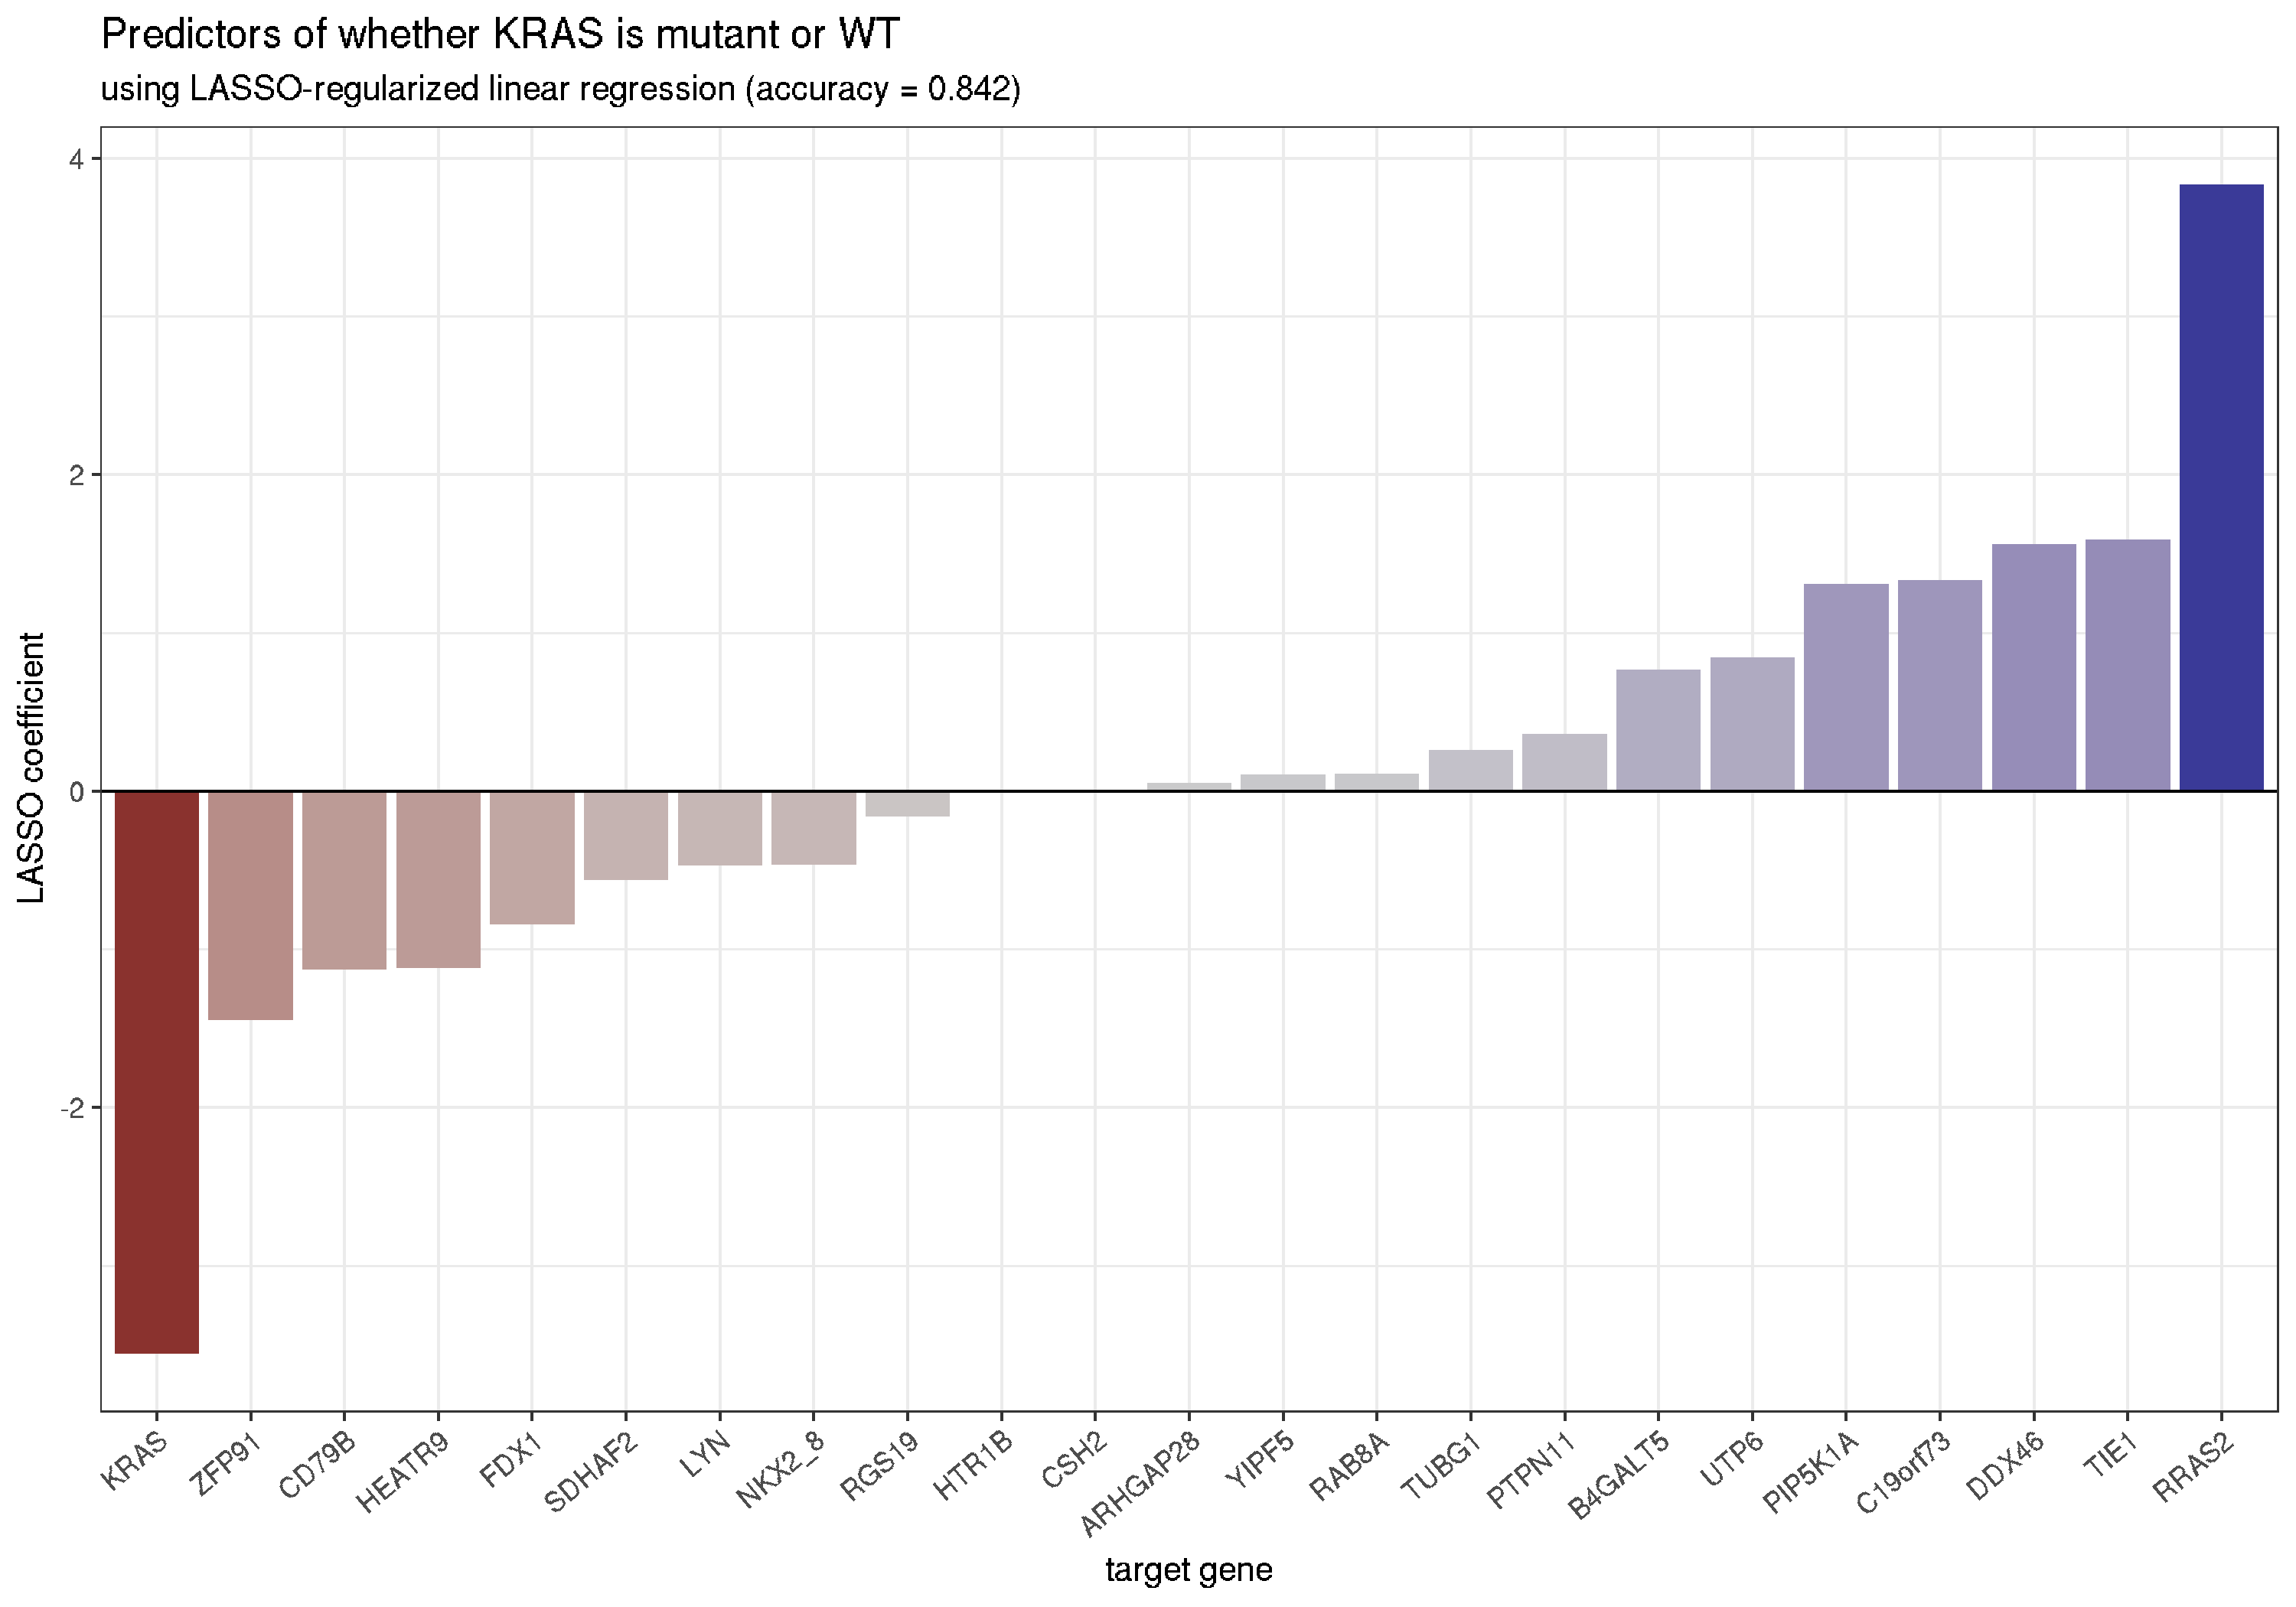 Predictors of whether KRAS is mutant or WT
using LASSO-regularized linear regression (accuracy = 0.842)
LASSO coefficient
4
2
0
-2
KRAS
ZFP91
CD79B
HEATR9
FDX1
SDHAF2
LYN
NKX2_8
RGS19
HTR1B
CSH2
ARHGAP28
YIPF5
RAB8A
TUBG1
PTPN11
B4GALT5
UTP6
PIP5K1A
C19orf73
DDX46
TIE1
RRAS2
target gene